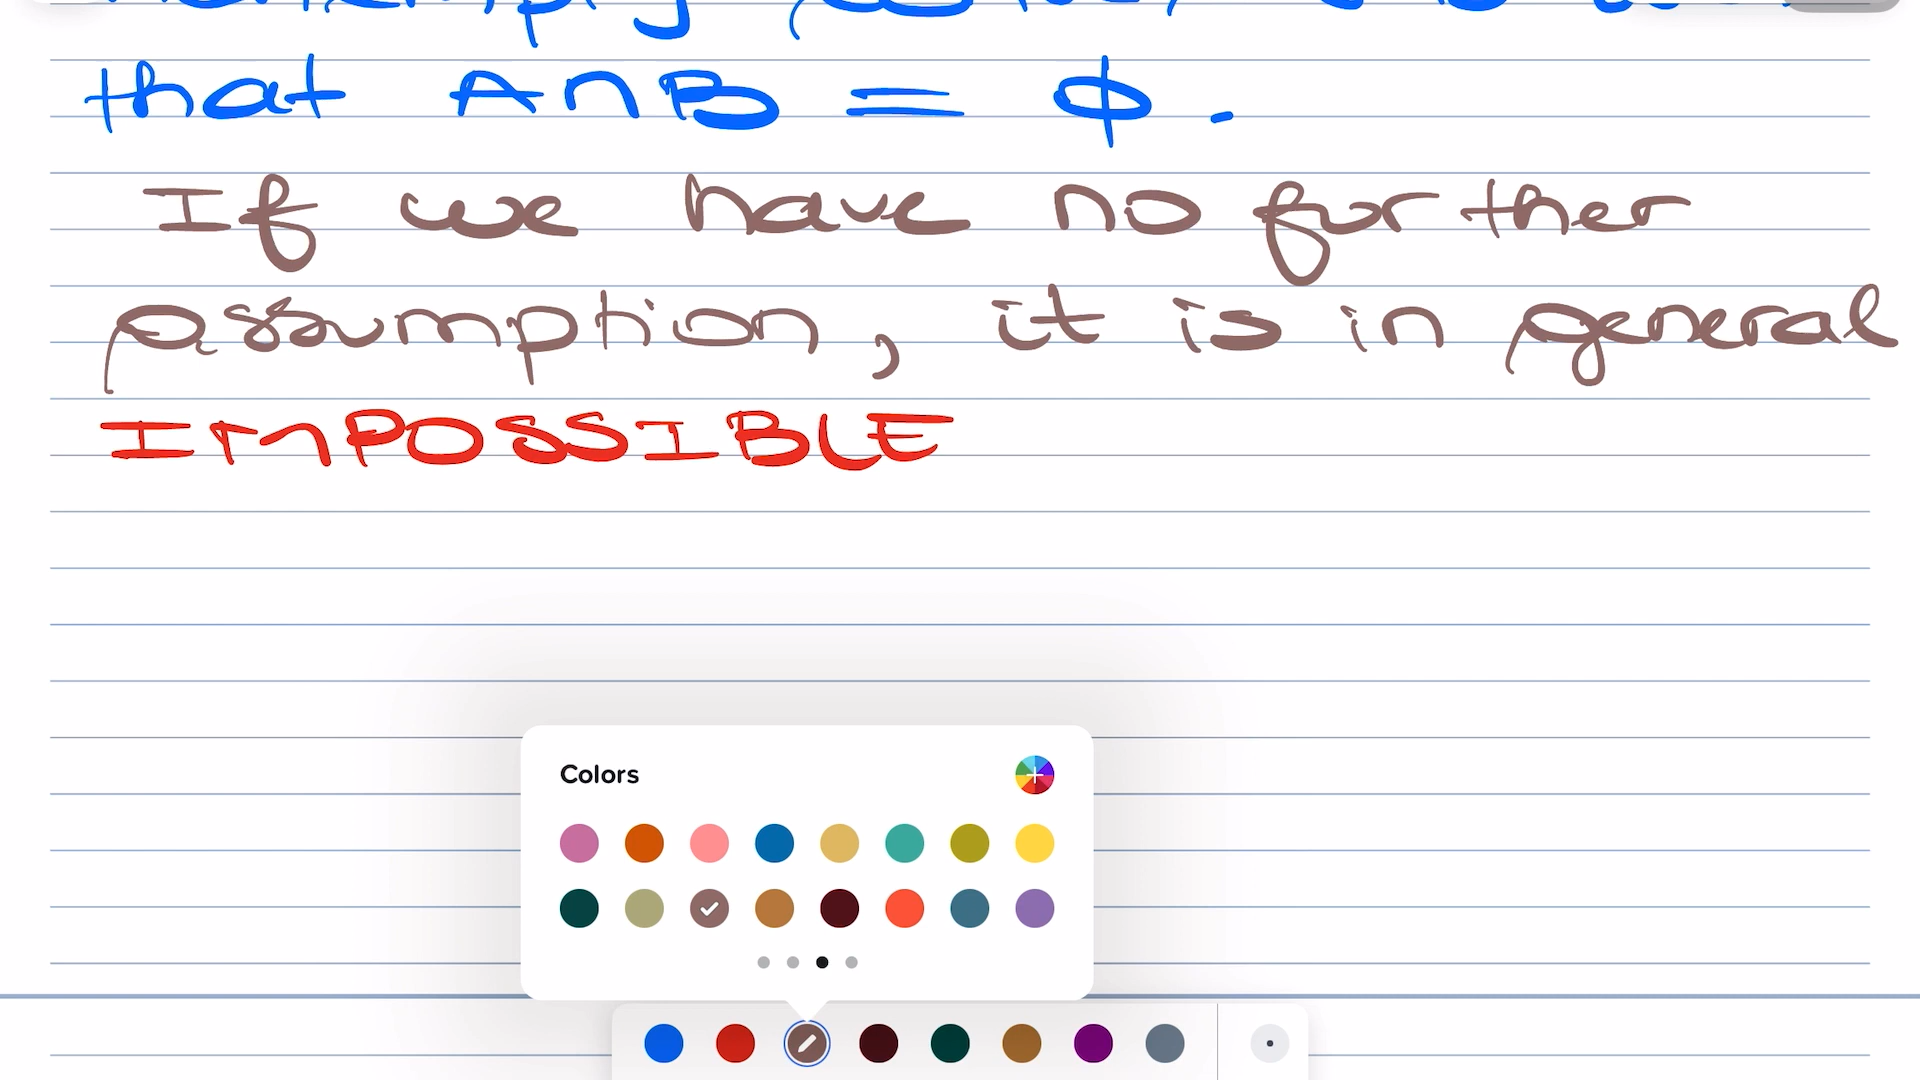 that A∩B = ϕ.
If we have no further
assumption, it is in general
IMPOSSIBLE
Colors